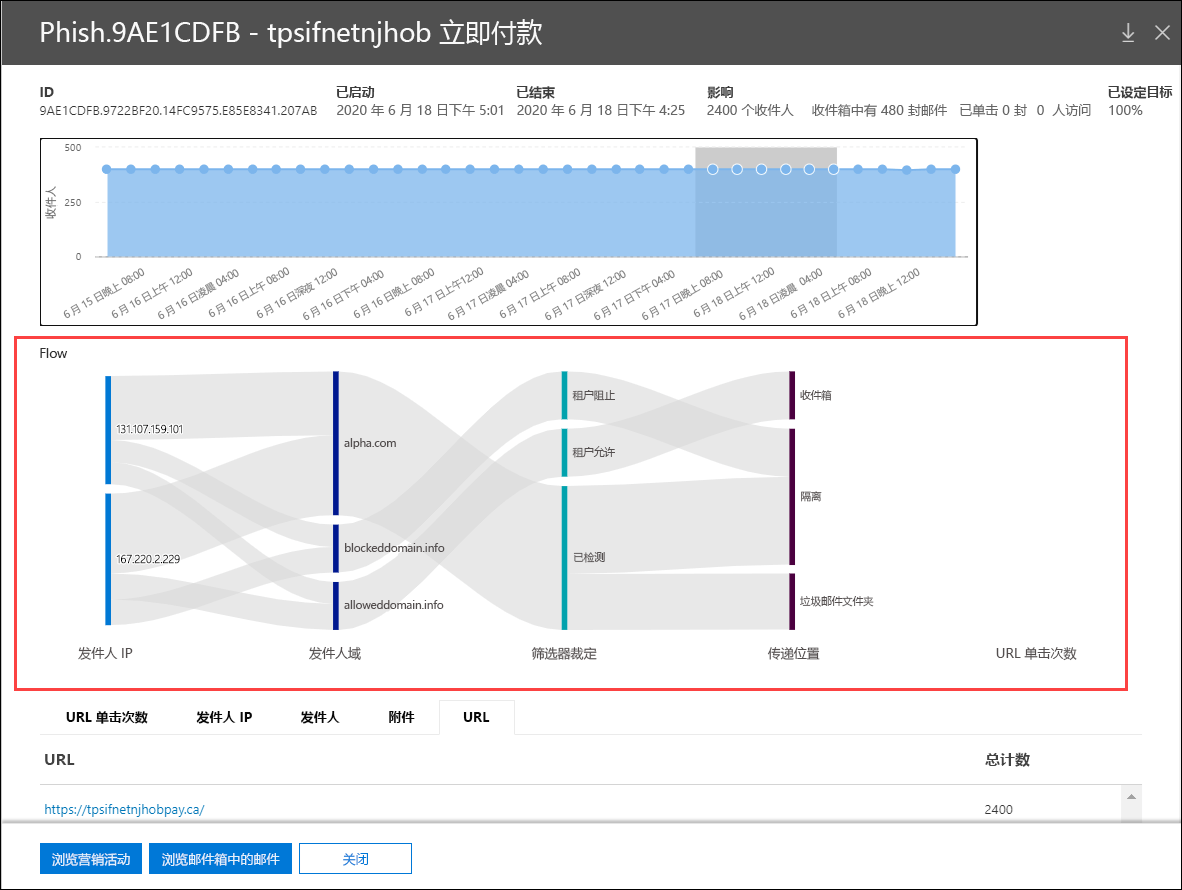 Phish.9AE1CDFB - tpsifnetnjhob 立即付款
ID 已启动 已结束 影响 已设定目标
9AE1CDFB.9722BF20.14FC9575.E85E8341.207AB 2020 年 6 月 18 日下午 5:01 2020 年 6 月 18 日下午 4:25 2400 个收件人 收件箱中有 480 封邮件 已单击 0 封 0 人访问 100%
500
收件人
250
0
6 月 15 日晚上 08:00
6 月 16 日上午 12:00
6 月 16 日凌晨 04:00
6 月 16 日上午 08:00
6 月 16 日深夜 12:00
6 月 16 日下午 04:00
6 月 16 日晚上 08:00
6 月 17 日上午12:00
6 月 17 日凌晨 04:00
6 月 17 日上午 08:00
6 月 17 日深夜 12:00
6 月 17 日下午 04:00
6 月 17 日晚上 08:00
6 月 18 日上午 12:00
6 月 18 日凌晨 04:00
6 月 18 日上午 08:00
6 月 18 日晚上 12:00
Flow
131.107.159.101
167.220.2.229
发件人 IP
alpha.com
blockeddomain.info
alloweddomain.info
发件人域
租户阻止
租户允许
已检测
筛选器裁定
收件箱
隔离
垃圾邮件文件夹
传递位置
URL 单击次数
URL 单击次数 发件人 IP 发件人 附件 URL
URL 总计数
https://tpsifnetnjhobpay.ca/ 2400
浏览营销活动 浏览邮件箱中的邮件 关闭